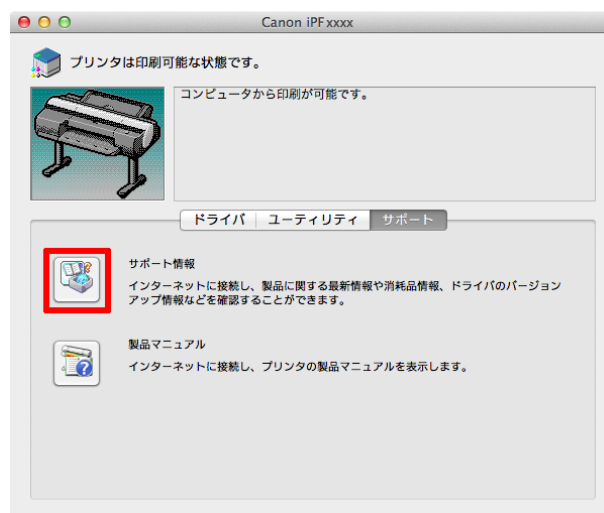 Canon iPFxxxx
プリンタは印刷可能な状態です。
コンピュータから印刷が可能です。
ドライバ ユーティリティ サポート
サポート情報
インターネットに接続し、製品に関する最新情報や消耗品情報、ドライバのバージョン
アップ情報などを確認することができます。
製品マニュアル
インターネットに接続し、プリンタの製品マニュアルを表示します。